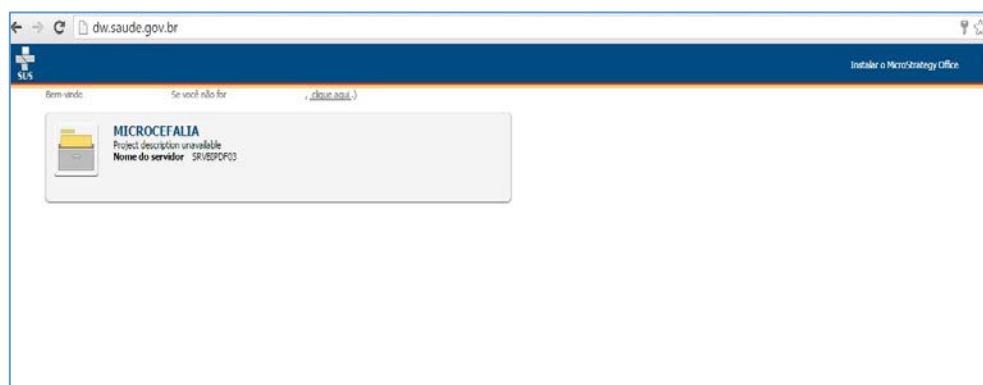 dw.saude.gov.br
SUS
Instalar o MicroStrategy Office
Bem-vindo Se você não for , clique aqui.)
MICROCEFALIA
Project description unavailable
Nome do servidor SRVBIPDF03